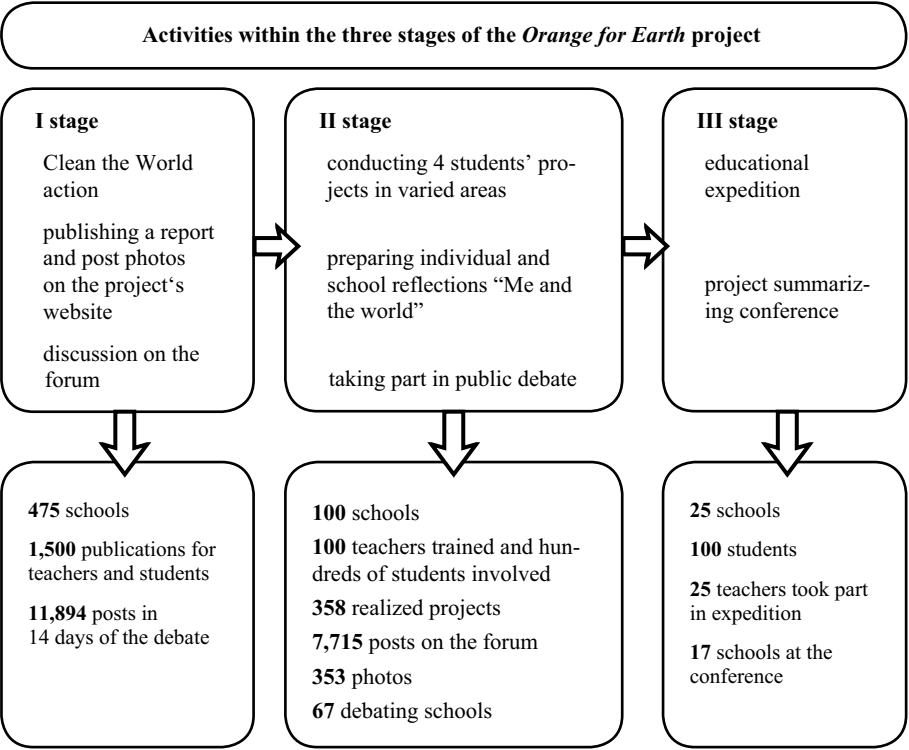 Activities within the three stages of the Orange for Earth project
I stage
Clean the World
action
publishing a report
and post photos
on the project‘s
website
discussion on the
forum
II stage
conducting 4 students’ pro-
jects in varied areas
preparing individual and
school reflections “Me and
the world”
taking part in public debate
III stage
educational
expedition
project summariz-
ing conference
475 schools
1,500 publications for
teachers and students
11,894 posts in
14 days of the debate
100 schools
100 teachers trained and hun-
dreds of students involved
358 realized projects
7,715 posts on the forum
353 photos
67 debating schools
25 schools
100 students
25 teachers took part
in expedition
17 schools at the
conference